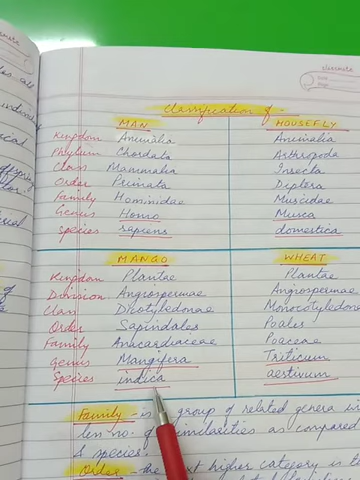 classmate
Classification of -
MAN HOUSEFLY
Kingdom Animalia Animalia
Phylum Chordata Arthropoda
Class Mammalia Insecta
Order Primata Diptera
Family Hominidae Muscidae
Genus Homo Musca
Species sapiens domestica
MANGO WHEAT
Kingdom Plantae Plantae
Division Angiospermae Angiospermae
Class Dicotyledonae Monocotyledonae
Order Sapindales Poales
Family Anacardiaceae Poaceae
Genus Mangifera Triticum
Species indica aestivum
Family - is a group of related genera
less no. of similarities as compared
& species.
Order - the next higher category is